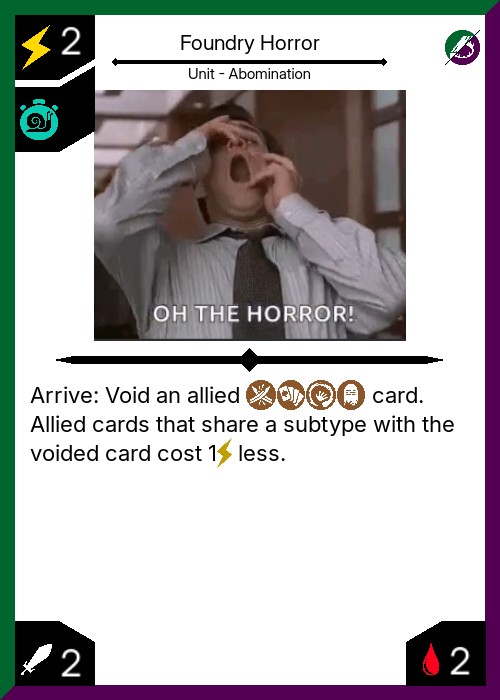 2
Foundry Horror
Unit - Abomination
OH THE HORROR!
Arrive: Void an allied card.
Allied cards that share a subtype with the
voided card cost 1 less.
2
2